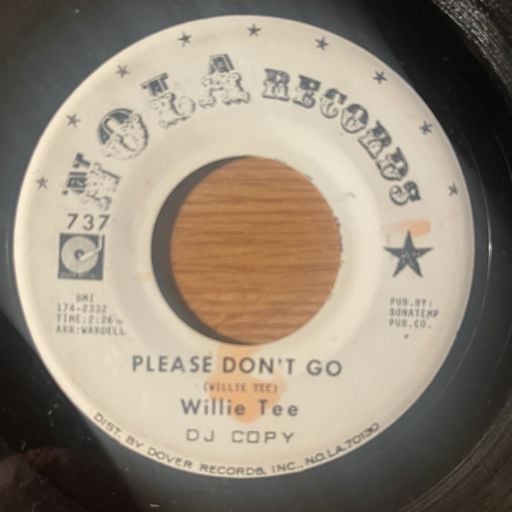 NOLA RECORDS
737
BMI
174-2332
TIME:2:26
ARR:WARDELL
PUB.BY:
BONATEMP
PUB.CO.
PLEASE DON'T GO
(WILLIE TEE)
Willie Tee
DJ COPY
DIST. BY DOVER RECORDS, INC., N.O. LA. 70130